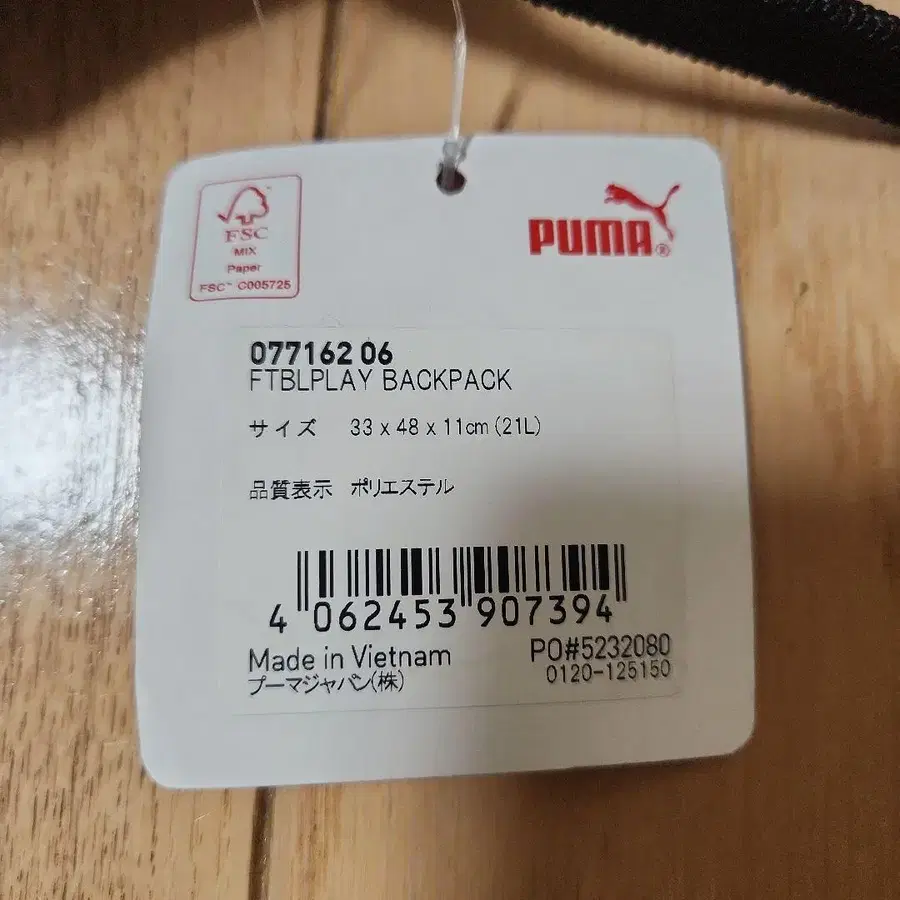 FSC
MIX
Paper
FSC™ C005725
PUMA®
077162 06
FTBLPLAY BACKPACK
サイズ 33 x 48 x 11cm (21L)
品質表示 ポリエステル
4 062453 907394
Made in Vietnam
プーマジャパン(株)
PO#5232080
0120-125150